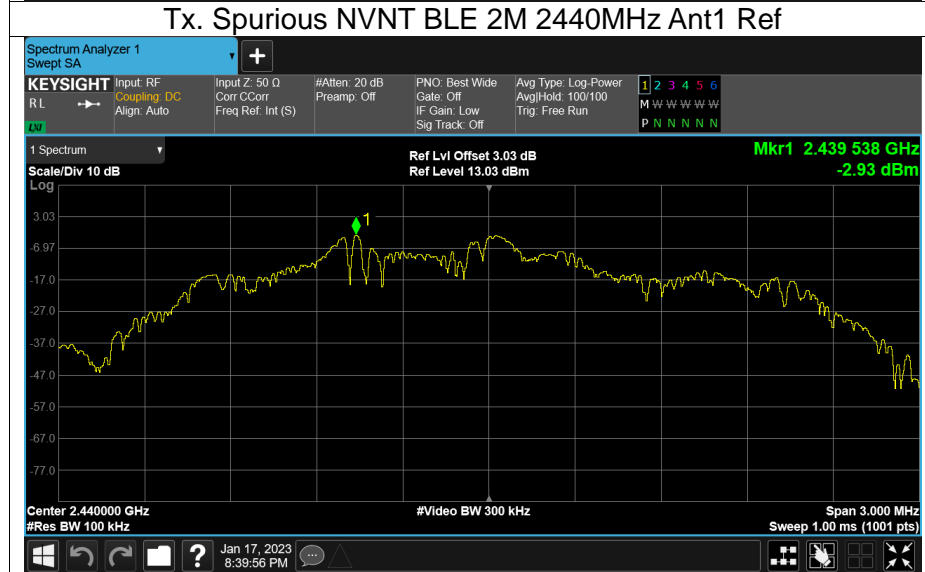 Tx. Spurious NVNT BLE 2M 2440MHz Ant1 Ref
Spectrum Analyzer 1
Swept SA
+
KEYSIGHT Input: RF Input Z: 50 Ω #Atten: 20 dB PNO: Best Wide Avg Type: Log-Power 1 2 3 4 5 6
R L Coupling: DC Corr CCorr Preamp: Off Gate: Off Avg|Hold: 100/100 M W W W W W W
Align: Auto Freq Ref: Int (S) IF Gain: Low Trig: Free Run P N N N N N N
LXI Sig Track: Off
1 Spectrum Ref Lvl Offset 3.03 dB Mkr1 2.439 538 GHz
Scale/Div 10 dB Ref Level 13.03 dBm -2.93 dBm
Log
1
3.03
-6.97
-17.0
-27.0
-37.0
-47.0
-57.0
-67.0
-77.0
Center 2.440000 GHz #Video BW 300 kHz Span 3.000 MHz
#Res BW 100 kHz Sweep 1.00 ms (1001 pts)
? Jan 17, 2023
8:39:56 PM